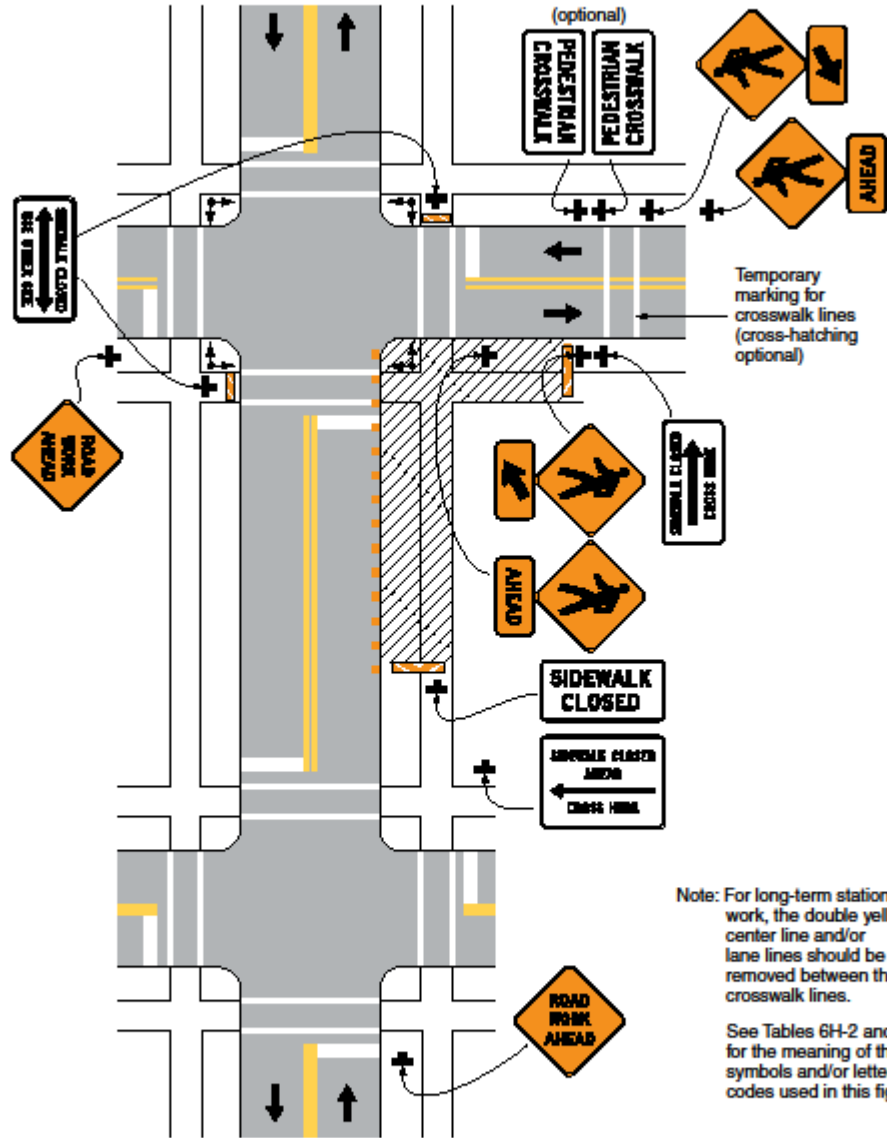 (optional)
PEDESTRIAN
CROSSWALK
PEDESTRIAN
CROSSWALK
AHEAD
SIDEWALK CLOSED
USE OTHER SIDE
Temporary
marking for
crosswalk lines
(cross-hatching
optional)
ROAD
WORK
AHEAD
SIDEWALK CLOSED
CROSS HERE
AHEAD
SIDEWALK
CLOSED
SIDEWALK CLOSED
AHEAD
CROSS HERE
ROAD
WORK
AHEAD
Note: For long-term station
work, the double yell
center line and/or
lane lines should be
removed between th
crosswalk lines.
See Tables 6H-2 and
for the meaning of th
symbols and/or lette
codes used in this fig